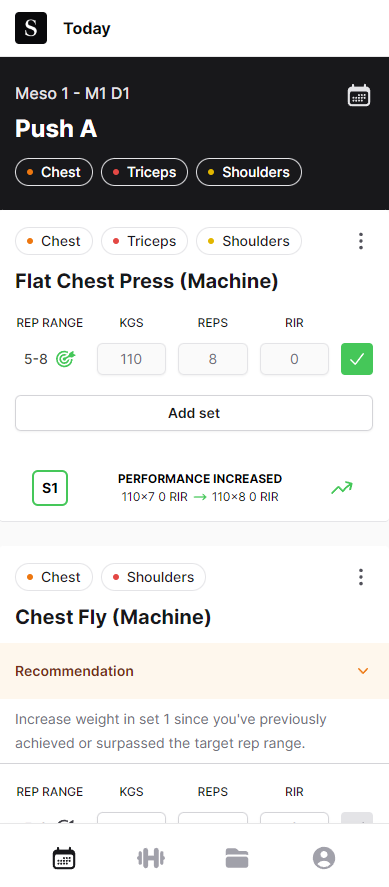 S
Today
Meso 1 - M1 D1
Push A
Chest
Triceps
Shoulders
Chest
Triceps
Shoulders
Flat Chest Press (Machine)
REP RANGE KGS REPS RIR
5-8 110 8 0
Add set
S1
PERFORMANCE INCREASED
110×7 0 RIR → 110×8 0 RIR
Chest
Shoulders
Chest Fly (Machine)
Recommendation
Increase weight in set 1 since you've previously
achieved or surpassed the target rep range.
REP RANGE KGS REPS RIR